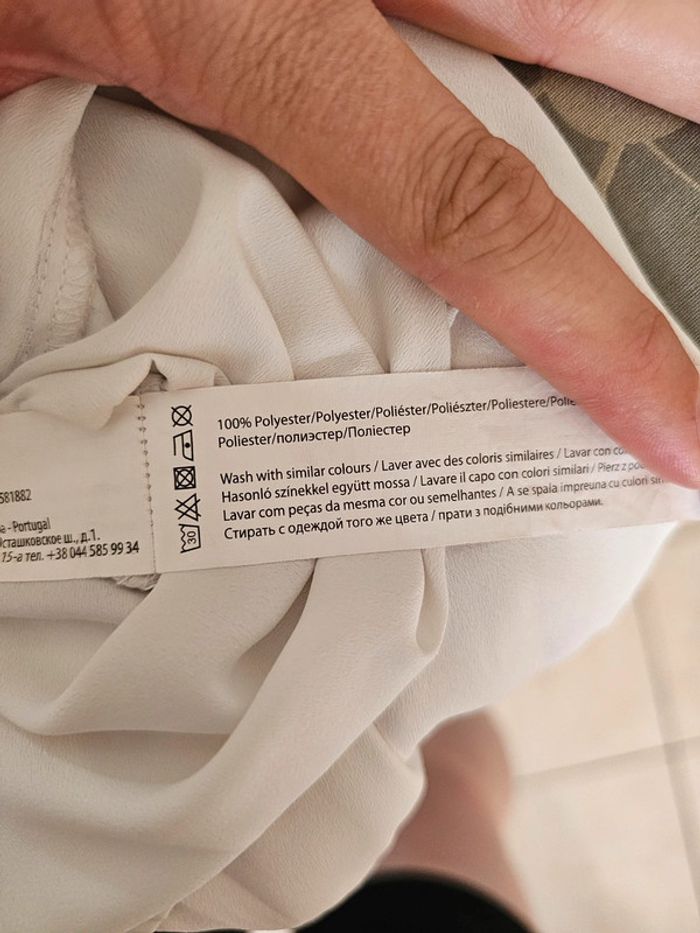 581882
- Portugal
15-а тел. +38 044 585 99 34
30
100% Polyester/Polyester/Poliéster/Poliészter/Poliestere/
Poliester/полиэстер/Поліестер
Wash with similar colours / Laver avec des coloris similaires / Lavar con
Hasonló színekkel együtt mossa / Lavare il capo con colori similari / Pierz z
Lavar com peças da mesma cor ou semelhantes / A se spala impreuna cu culori
Стирать с одеждой того же цвета / прати з подібними кольорами.